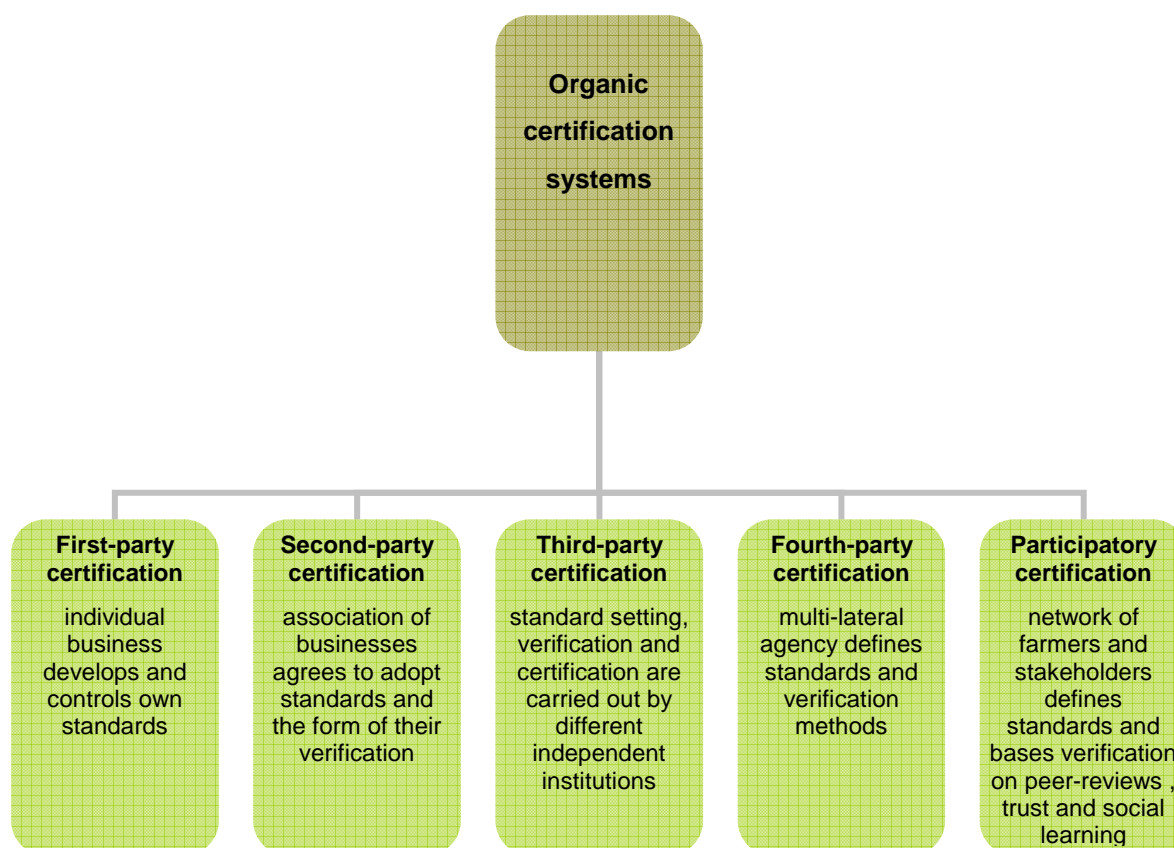 Organic
certification
systems
First-party
certification
individual
business
develops and
controls own
standards
Second-party
certification
association of
businesses
agrees to adopt
standards and
the form of their
verification
Third-party
certification
standard setting,
verification and
certification are
carried out by
different
independent
institutions
Fourth-party
certification
multi-lateral
agency defines
standards and
verification
methods
Participatory
certification
network of
farmers and
stakeholders
defines
standards and
bases verification
on peer-reviews ,
trust and social
learning